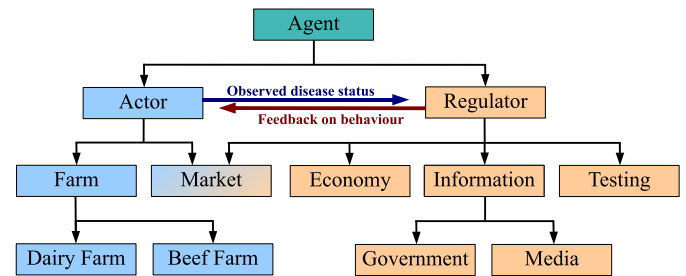 Agent
Actor
Observed disease status
Regulator
Feedback on behaviour
Farm
Market
Economy
Information
Testing
Dairy Farm
Beef Farm
Government
Media